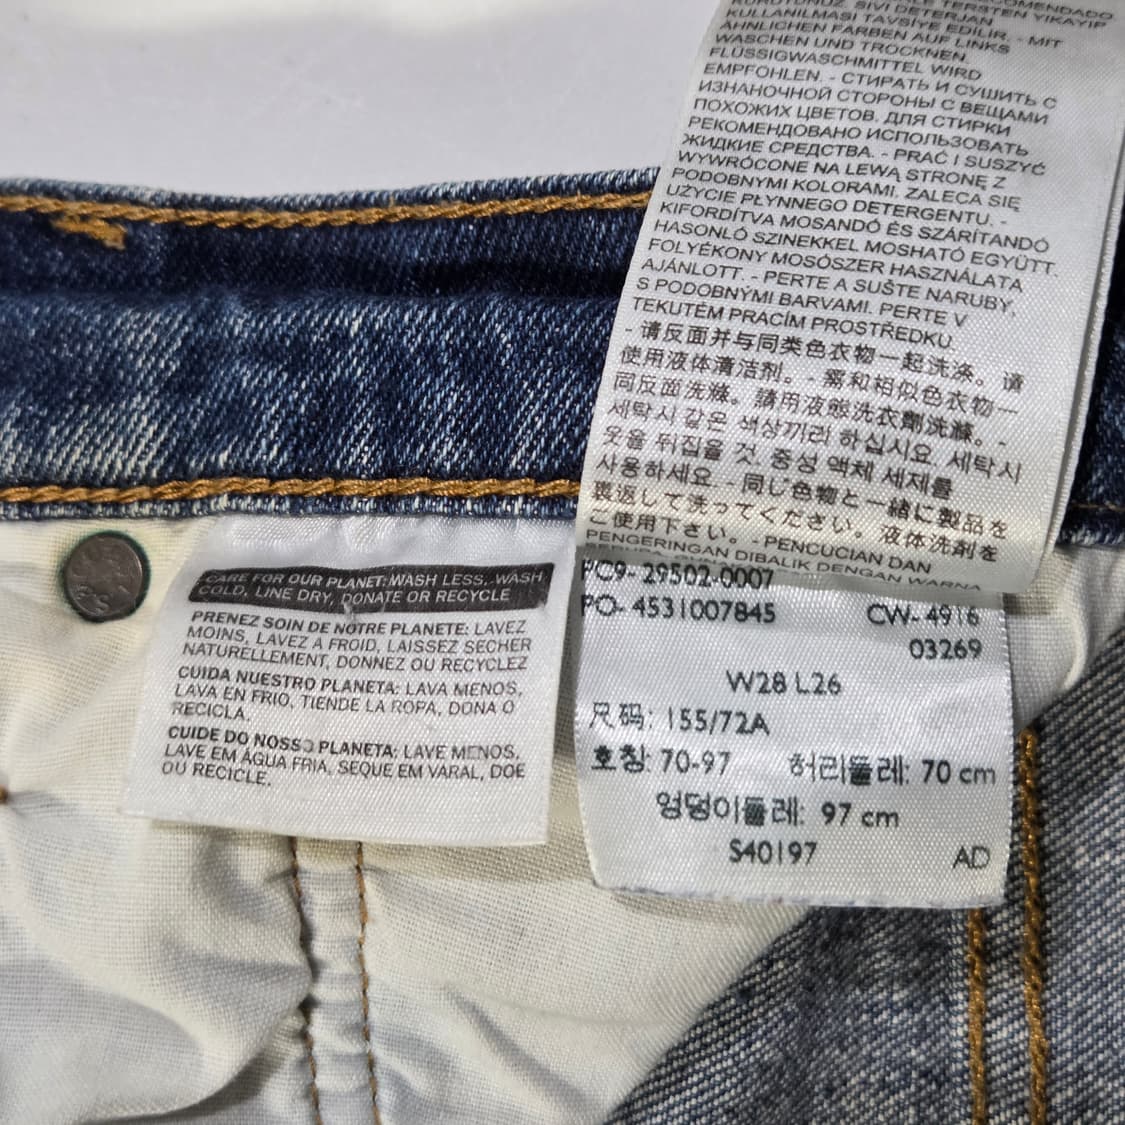 RECOMENDADO
TERSTEN YIKAYIP
KURUTUNUZ. SIVI DETERJAN
KULLANILMASI TAVSİYE EDİLİR. - MIT
ÄHNLICHEN FARBEN AUF LINKS
WASCHEN UND TROCKNEN.
FLÜSSIGWASCHMITTEL WIRD
EMPFOHLEN. - СТИРАТЬ И СУШИТЬ С
ИЗНАНОЧНОЙ СТОРОНЫ С ВЕЩАМИ
ПОХОЖИХ ЦВЕТОВ. ДЛЯ СТИРКИ
РЕКОМЕНДОВАНО ИСПОЛЬЗОВАТЬ
ЖИДКИЕ СРЕДСТВА. - PRAĆ I SUSZYĆ
WYWRÓCONE NA LEWĄ STRONĘ Z
PODOBNYMI KOLORAMI. ZALECA SIĘ
UŻYCIE PŁYNNEGO DETERGENTU. -
KIFORDÍTVA MOSANDÓ ÉS SZÁRÍTANDÓ
HASONLÓ SZINEKKEL MOSHATÓ EGYÜTT.
FOLYÉKONY MOSÓSZER HASZNÁLATA
AJÁNLOTT. - PERTE A SUŠTE NARUBY,
S PODOBNÝMI BARVAMI. PERTE V
TEKUTÉM PRACÍM PROSTŘEDKU.
- 请反面并与同类色衣物一起洗涤。请
使用液体清洁剂。- 需和相似色衣物一
同反面洗滌。請用液態洗衣劑洗滌。-
세탁시 같은 색상끼리 하십시요. 세탁시
옷을 뒤집을 것. 중성 액체 세제를
사용하세요. - 同じ色物と一緒に製品を
裏返して洗ってください。液体洗剤を
ご使用下さい。- PENCUCIAN DAN
PENGERINGAN DIBALIK DENGAN WARNA
PC9- 29502-0007
PO- 4531007845 CW- 4916
03269
W28 L26
尺码: 155/72A
호칭: 70-97 허리둘레: 70 cm
엉덩이둘레: 97 cm
S40197 AD
CARE FOR OUR PLANET: WASH LESS, WASH
COLD, LINE DRY, DONATE OR RECYCLE
PRENEZ SOIN DE NOTRE PLANETE: LAVEZ
MOINS, LAVEZ À FROID, LAISSEZ SECHER
NATURELLEMENT, DONNEZ OU RECYCLEZ
CUIDA NUESTRO PLANETA: LAVA MENOS,
LAVA EN FRIO, TIENDE LA ROPA, DONA O
RECICLA.
CUIDE DO NOSSO PLANETA: LAVE MENOS,
LAVE EM ÁGUA FRIA, SEQUE EM VARAL, DOE
OU RECICLE.